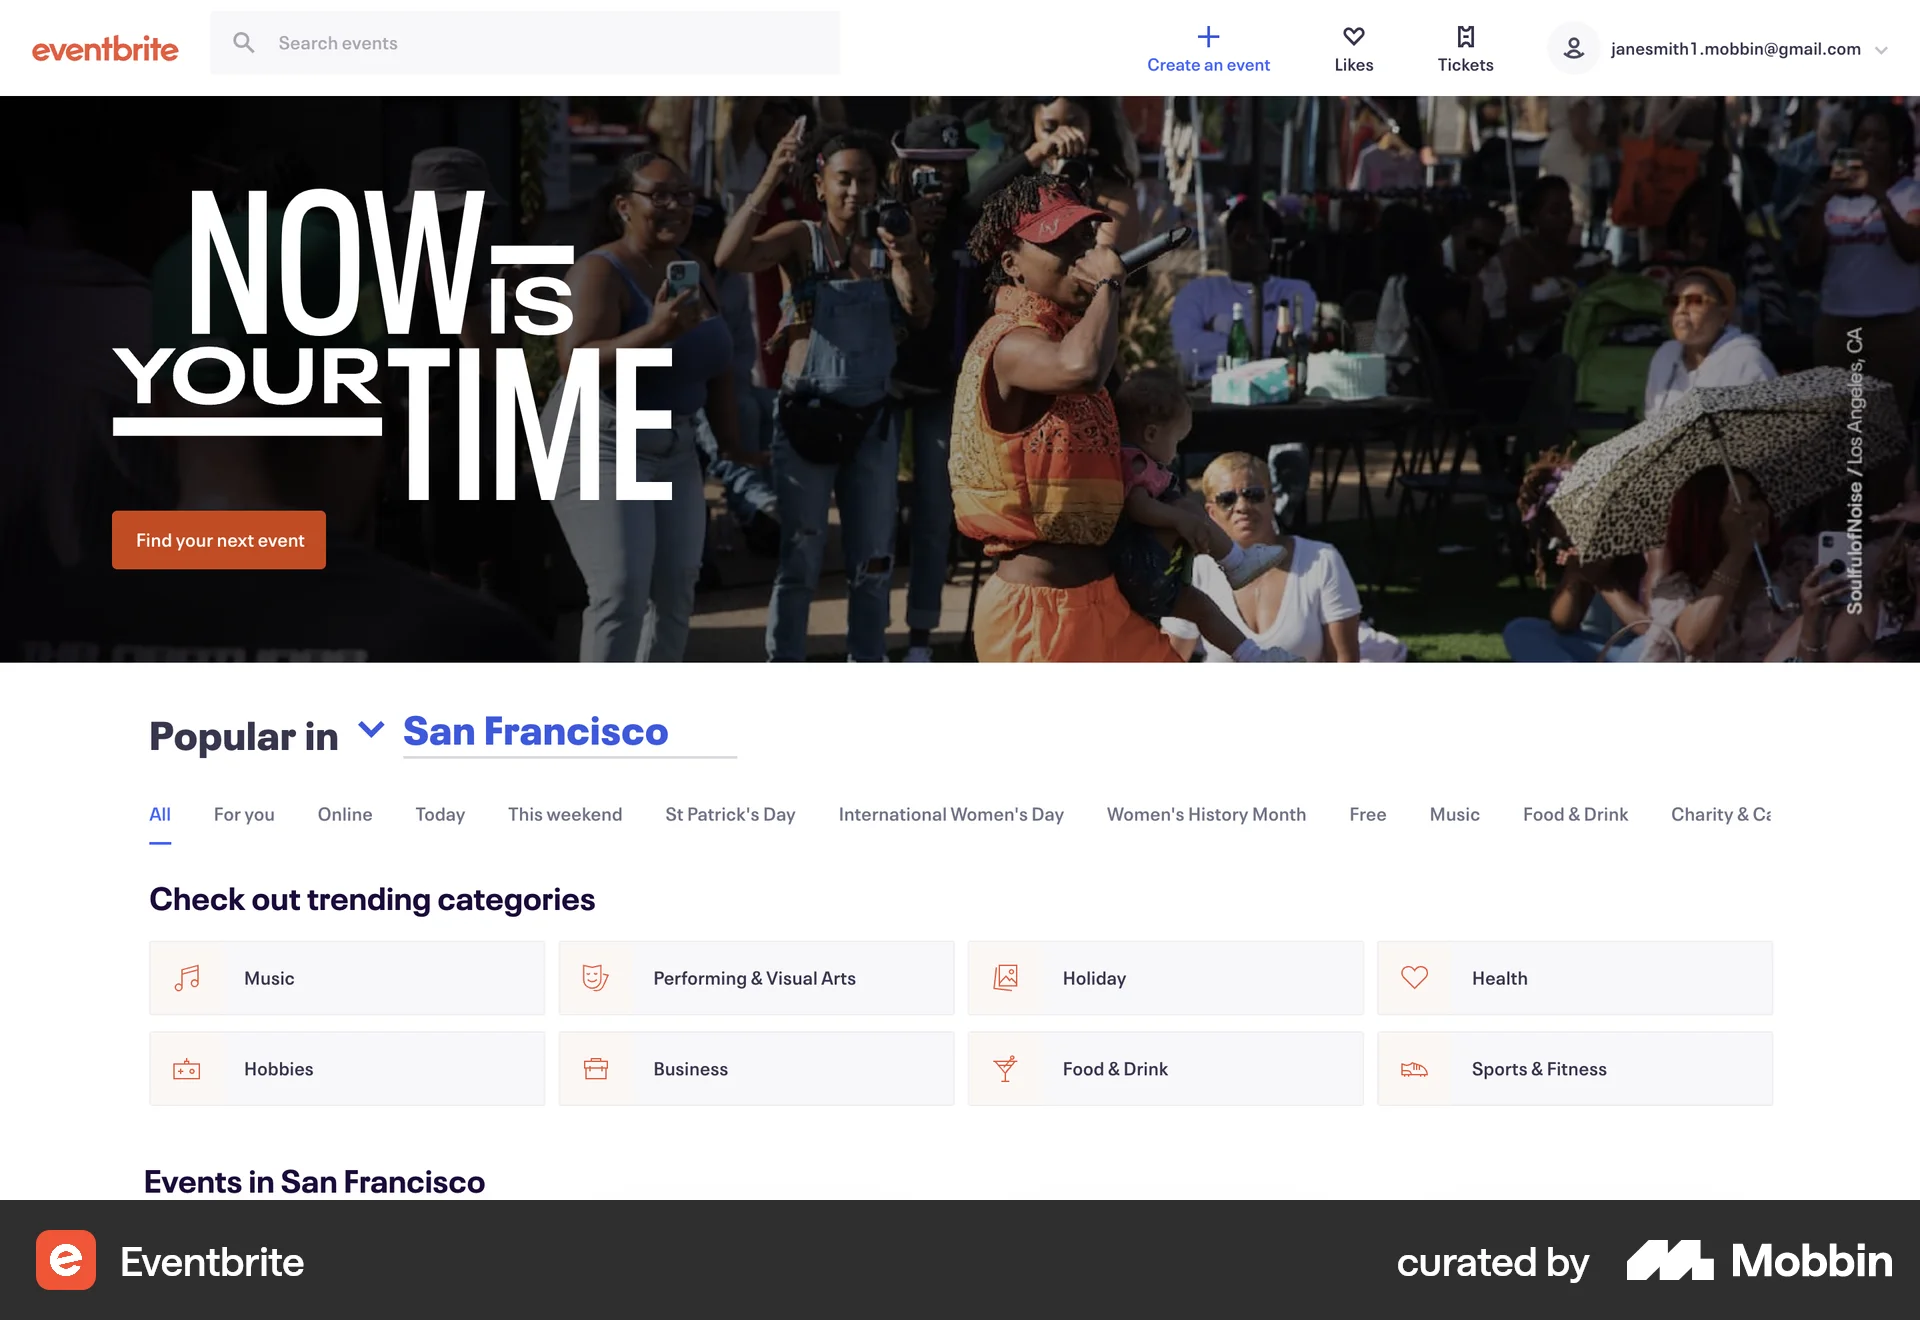 eventbrite
Search events
Create an event
Likes
Tickets
janesmith1.mobbin@gmail.com
NOW IS
YOUR TIME
Find your next event
SoulfulofNoise / Los Angeles, CA
Popular in San Francisco
All
For you
Online
Today
This weekend
St Patrick's Day
International Women's Day
Women's History Month
Free
Music
Food & Drink
Charity & Ca
Check out trending categories
Music
Performing & Visual Arts
Holiday
Health
Hobbies
Business
Food & Drink
Sports & Fitness
Events in San Francisco
Eventbrite
curated by Mobbin